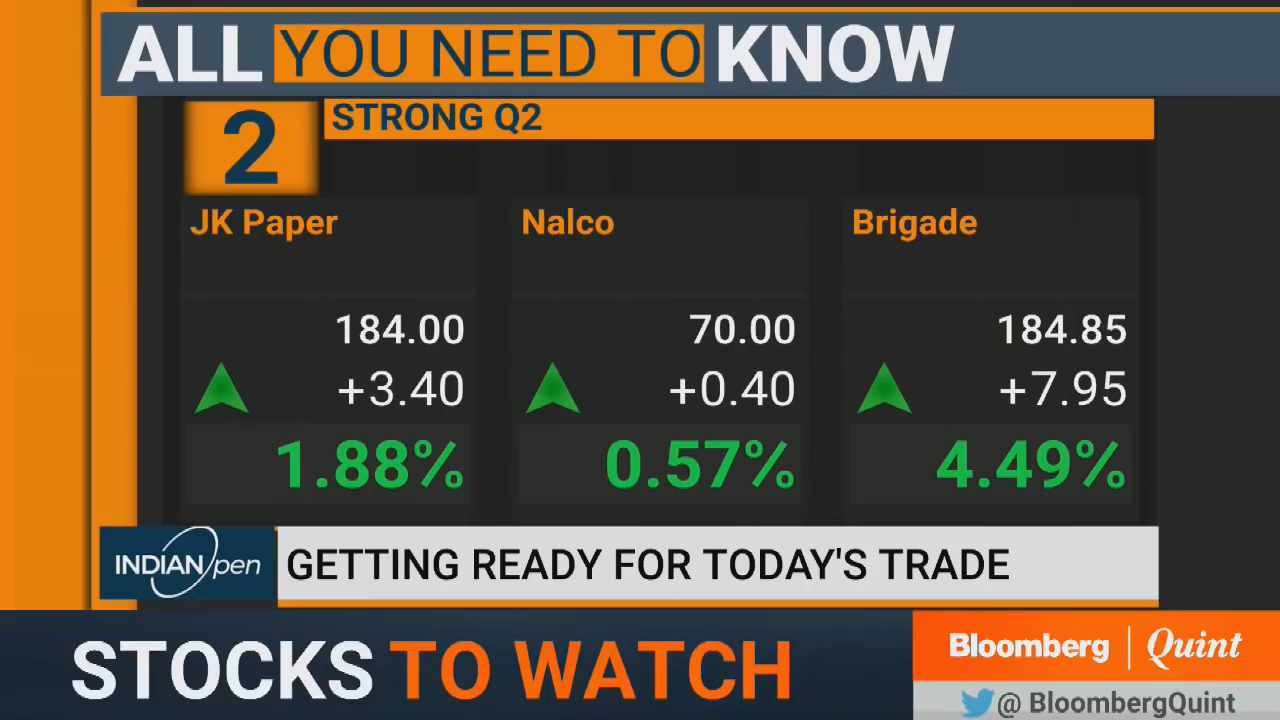 ALL YOU NEED TO KNOW
2
STRONG Q2
JK Paper
184.00
+3.40
1.88%
Nalco
70.00
+0.40
0.57%
Brigade
184.85
+7.95
4.49%
INDIAN Open
GETTING READY FOR TODAY'S TRADE
STOCKS TO WATCH
Bloomberg | Quint
@ BloombergQuint